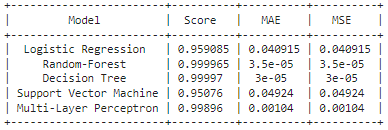 +------------------------+----------+----------+----------+
| Model | Score | MAE | MSE |
+------------------------+----------+----------+----------+
| Logistic Regression | 0.959085 | 0.040915 | 0.040915 |
| Random-Forest | 0.999965 | 3.5e-05 | 3.5e-05 |
| Decision Tree | 0.99997 | 3e-05 | 3e-05 |
| Support Vector Machine | 0.95076 | 0.04924 | 0.04924 |
| Multi-Layer Perceptron | 0.99896 | 0.00104 | 0.00104 |
+------------------------+----------+----------+----------+